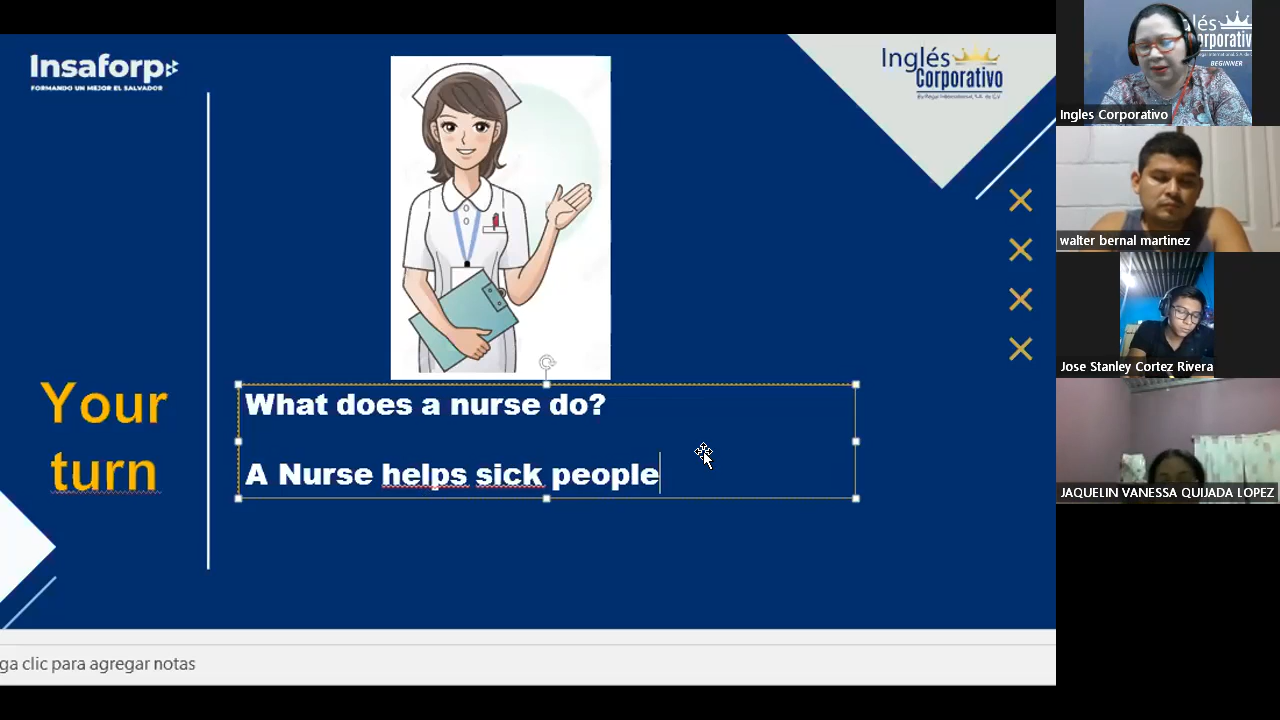 Insaforp
FORMANDO UN MEJOR EL SALVADOR
Inglés
Corporativo
Your
turn
What does a nurse do?
A Nurse helps sick people
ga clic para agregar notas
BEGINNER
Ingles Corporativo
walter bernal martinez
Jose Stanley Cortez Rivera
JAQUELIN VANESSA QUIJADA LOPEZ